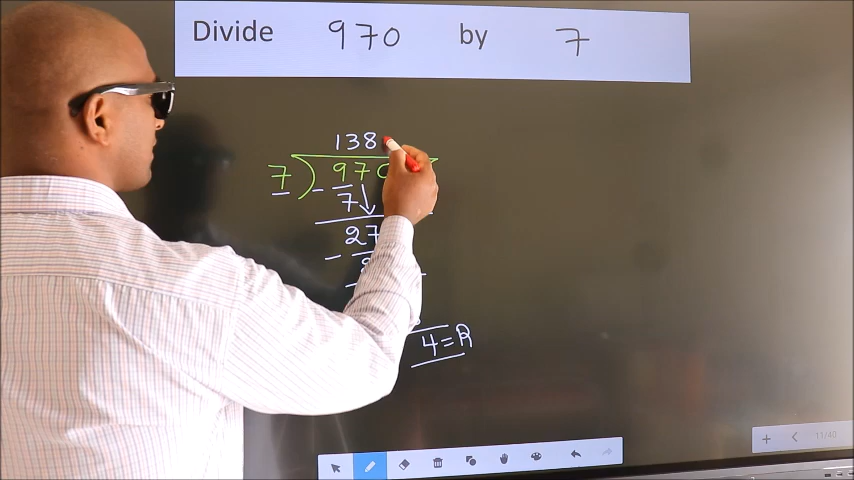 Divide 970 by 7
138
7 ) 970
- 7
27
-
4 = R
11/40